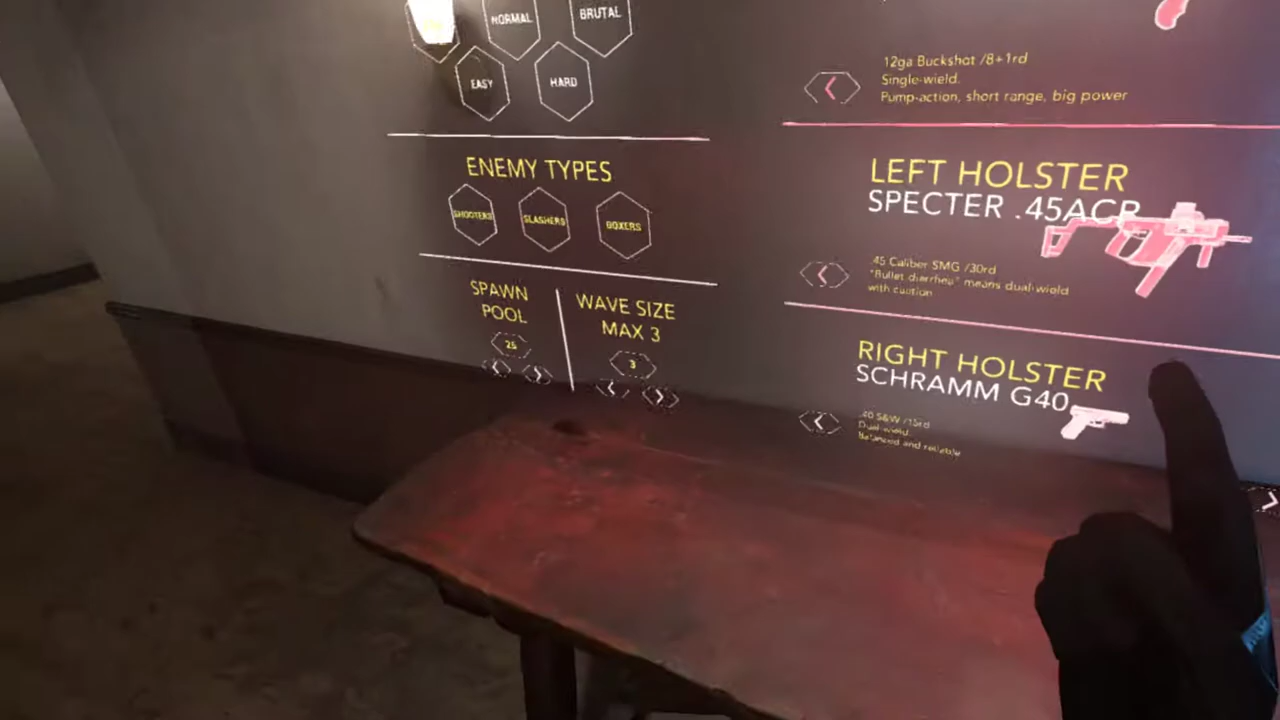 NORMAL
BRUTAL
EASY
HARD
ENEMY TYPES
SHOOTERS
SLASHERS
BOXERS
SPAWN
POOL
25
WAVE SIZE
MAX 3
3
12ga Buckshot /8+1rd
Single-wield.
Pump-action, short range, big power
LEFT HOLSTER
SPECTER .45ACP
.45 Caliber SMG /30rd
"Bullet diarrhea" means dual-wield
with caution
RIGHT HOLSTER
SCHRAMM G40
.40 S&W /15rd
Dual-wield.
Balanced and reliable